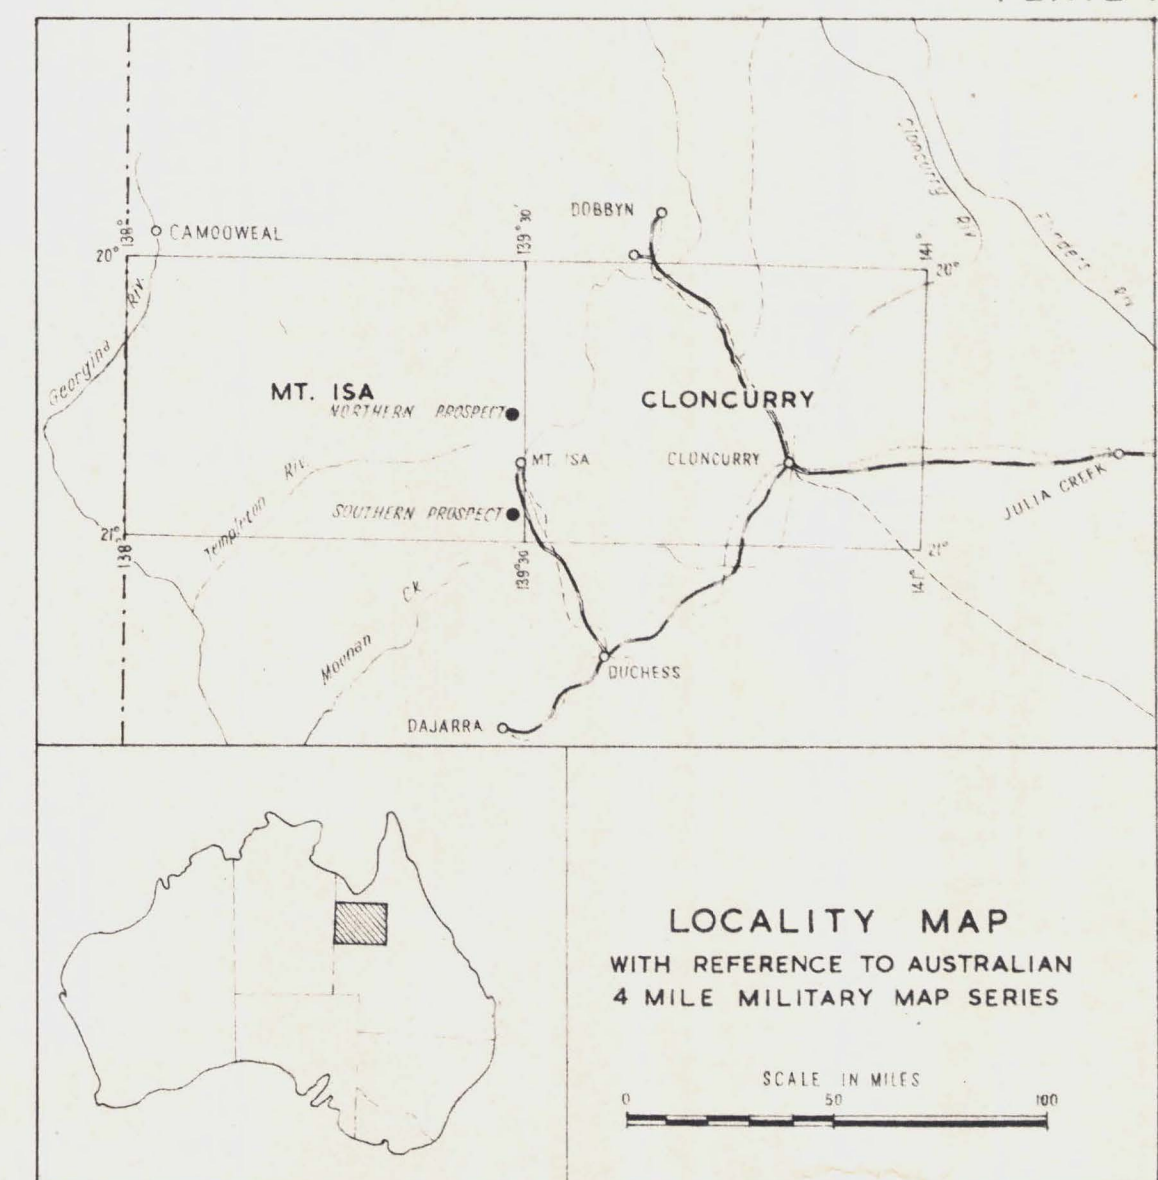 DOBBYN
CAMOOWEAL
138°
139° 30'
141°
20°
20°
Cloncurry Riv
Flinders Riv
Georgina Riv.
MT. ISA
CLONCURRY
NORTHERN PROSPECT
MT ISA
CLONCURRY
JULIA CREEK
Templeton Riv.
SOUTHERN PROSPECT
21°
21°
138
139°30'
141°
Moonah CK
DUCHESS
DAJARRA
LOCALITY MAP
WITH REFERENCE TO AUSTRALIAN
4 MILE MILITARY MAP SERIES
SCALE IN MILES
0 50 100